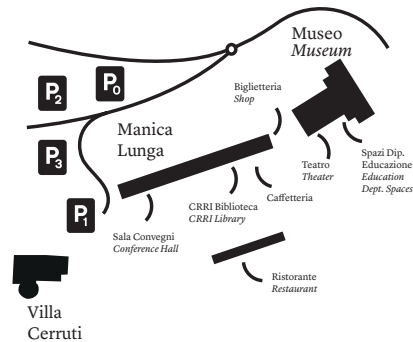 Museo
Museum
Biglietteria
Shop
P2
P0
Manica
Lunga
P3
Teatro
Theater
Spazi Dip.
Educazione
Education
Dept. Spaces
Caffetteria
CRRI Biblioteca
CRRI Library
P1
Sala Convegni
Conference Hall
Ristorante
Restaurant
Villa
Cerruti